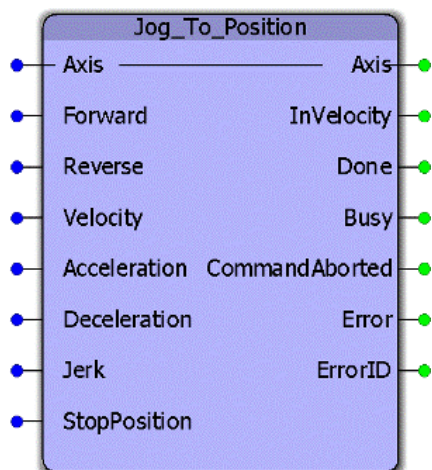 Jog_To_Position
Axis Axis
Forward InVelocity
Reverse Done
Velocity Busy
Acceleration CommandAborted
Deceleration Error
Jerk ErrorID
StopPosition